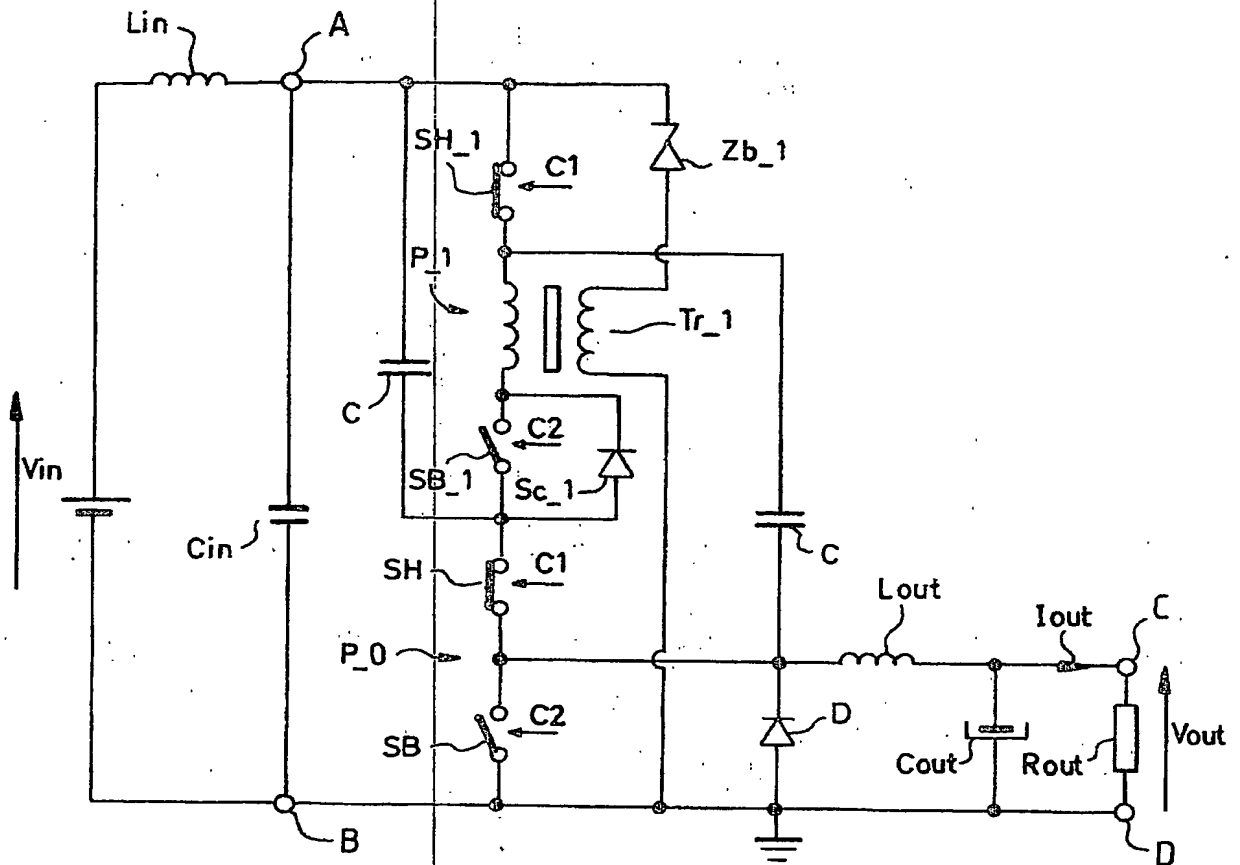 Lin
A
SH_1
C1
Zb_1
P_1
Tr_1
C
C2
SB_1
Sc_1
Vin
Cin
C
SH
C1
Lout
Iout
C
P_0
C2
SB
D
Cout
Rout
Vout
B
D